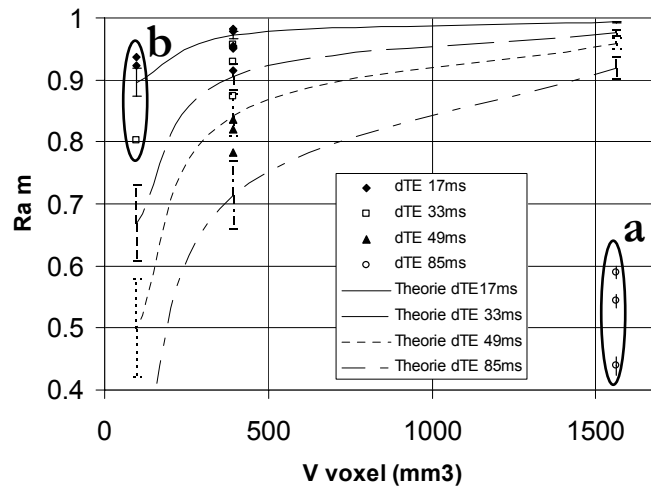 b
a
Ra m
1
0.9
0.8
0.7
0.6
0.5
0.4
dTE 17ms
dTE 33ms
dTE 49ms
dTE 85ms
Theorie dTE17ms
Theorie dTE 33ms
Theorie dTE 49ms
Theorie dTE 85ms
0 500 1000 1500
V voxel (mm3)